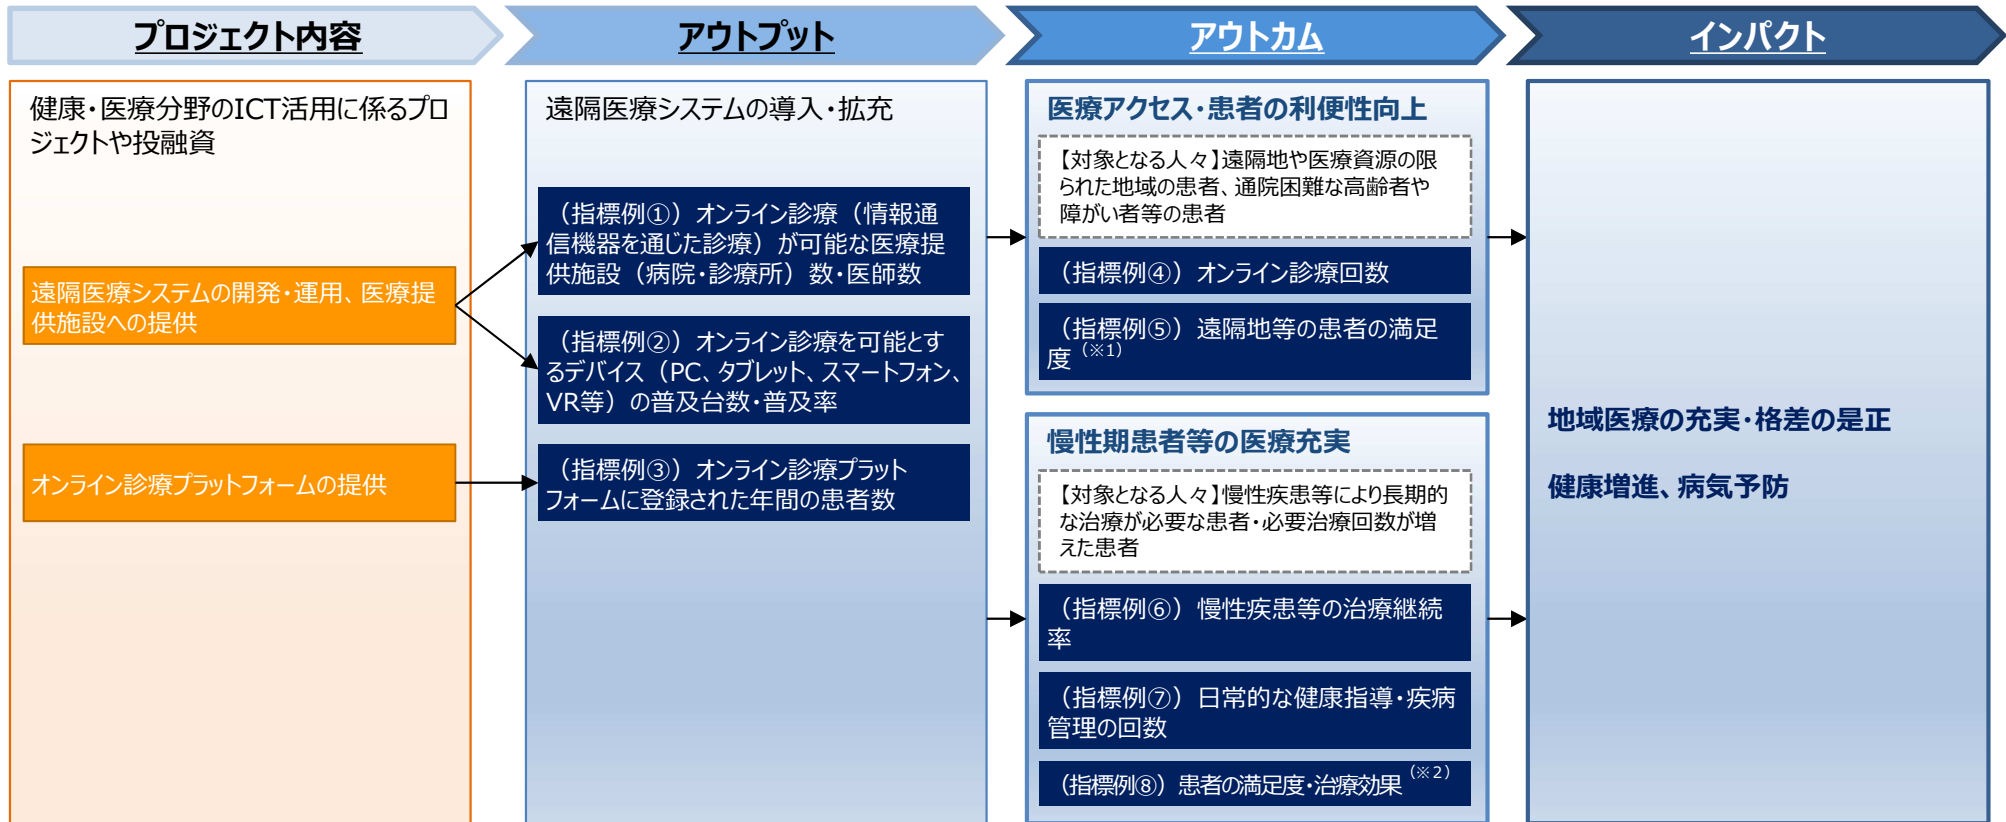 プロジェクト内容
アウトプット
アウトカム
インパクト
健康・医療分野のICT活用に係るプロ
ジェクトや投融資
遠隔医療システムの開発・運用、医療提
供施設への提供
オンライン診療プラットフォームの提供
遠隔医療システムの導入・拡充
（指標例①）オンライン診療（情報通
信機器を通じた診療）が可能な医療提
供施設（病院・診療所）数・医師数
（指標例②）オンライン診療を可能とす
るデバイス（PC、タブレット、スマートフォン、
VR等）の普及台数・普及率
（指標例③）オンライン診療プラット
フォームに登録された年間の患者数
医療アクセス・患者の利便性向上
【対象となる人々】遠隔地や医療資源の限
られた地域の患者、通院困難な高齢者や
障がい者等の患者
（指標例④）オンライン診療回数
（指標例⑤）遠隔地等の患者の満足
度（※1）
慢性期患者等の医療充実
【対象となる人々】慢性疾患等により長期的
な治療が必要な患者・必要治療回数が増
えた患者
（指標例⑥）慢性疾患等の治療継続
率
（指標例⑦）日常的な健康指導・疾病
管理の回数
（指標例⑧）患者の満足度・治療効果（※2）
地域医療の充実・格差の是正
健康増進、病気予防